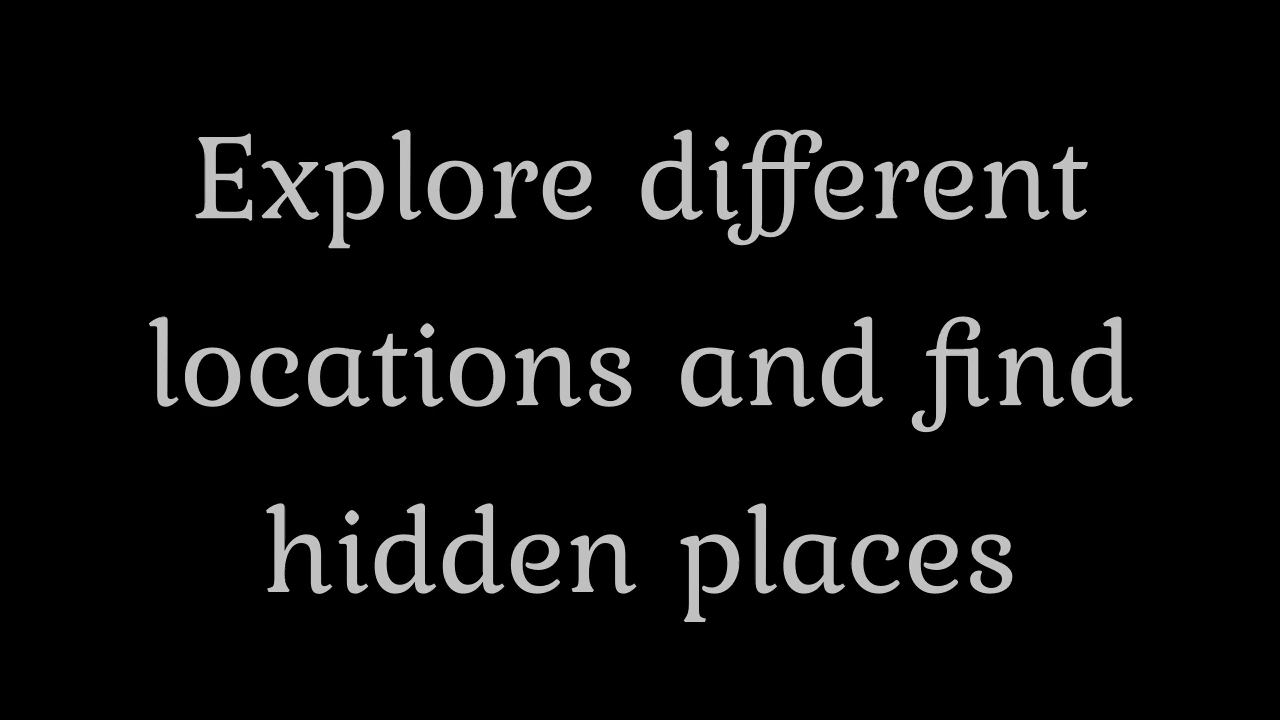 Explore different
locations and find
hidden places